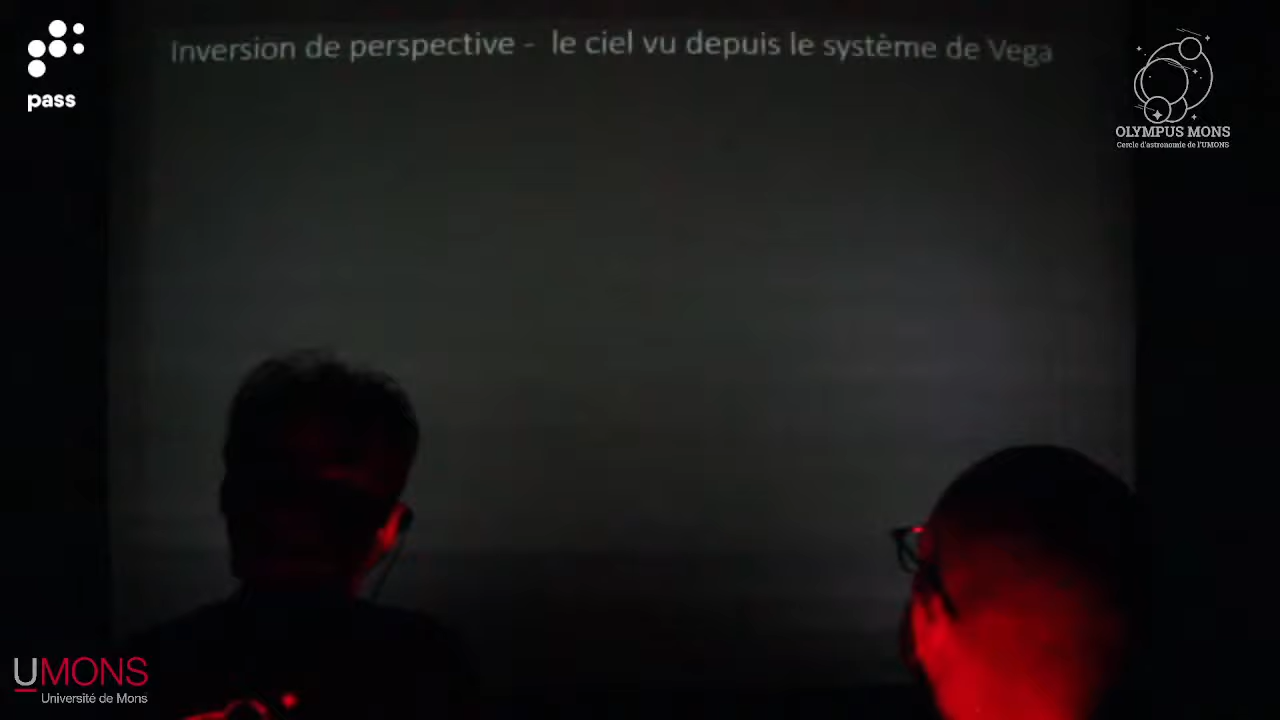 Inversion de perspective - le ciel vu depuis le système de Vega
pass
OLYMPUS MONS
Cercle d'astronomie de l'UMONS
UMONS
Université de Mons